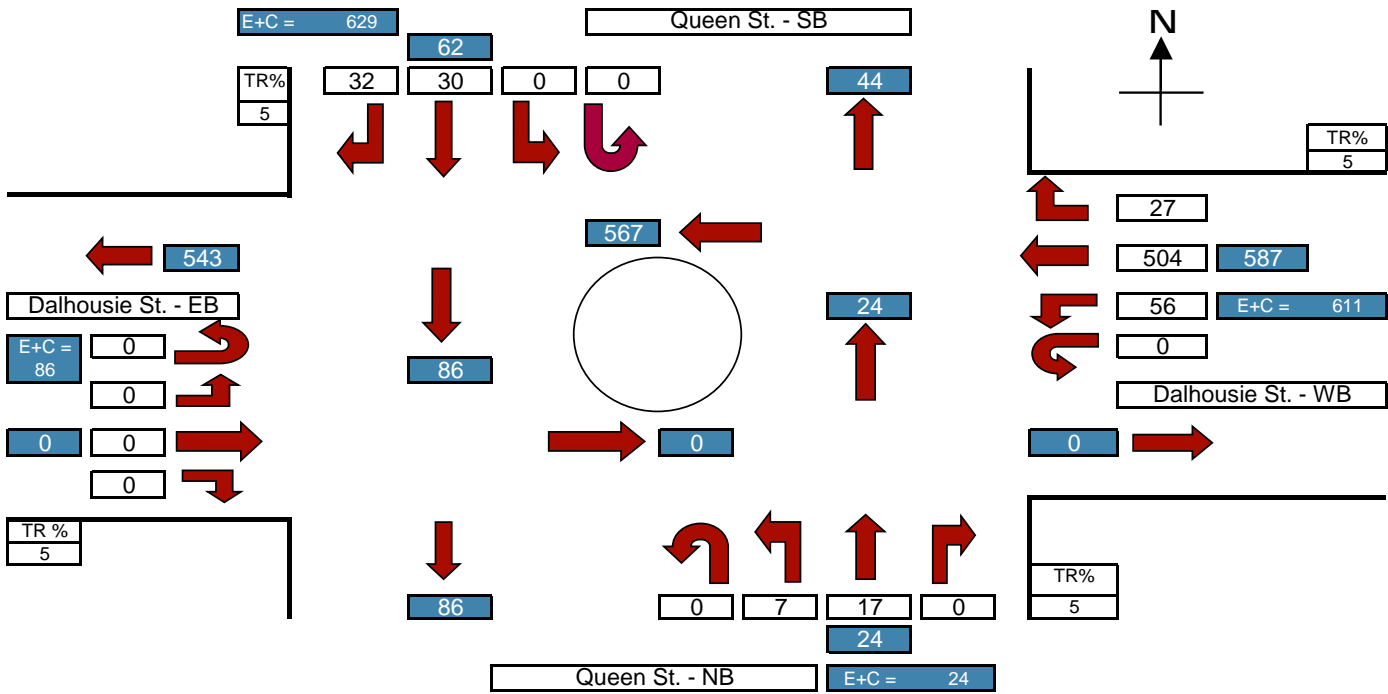 E+C = 629
Queen St. - SB
N
62
TR%
32 30 0 0
44
5
TR%
5
27
567
543
504 587
Dalhousie St. - EB
24
56 E+C = 611
E+C =
86
0
0
86
0
Dalhousie St. - WB
0 0
0
0
0
TR %
5
TR%
86
0 7 17 0
5
24
Queen St. - NB
E+C = 24